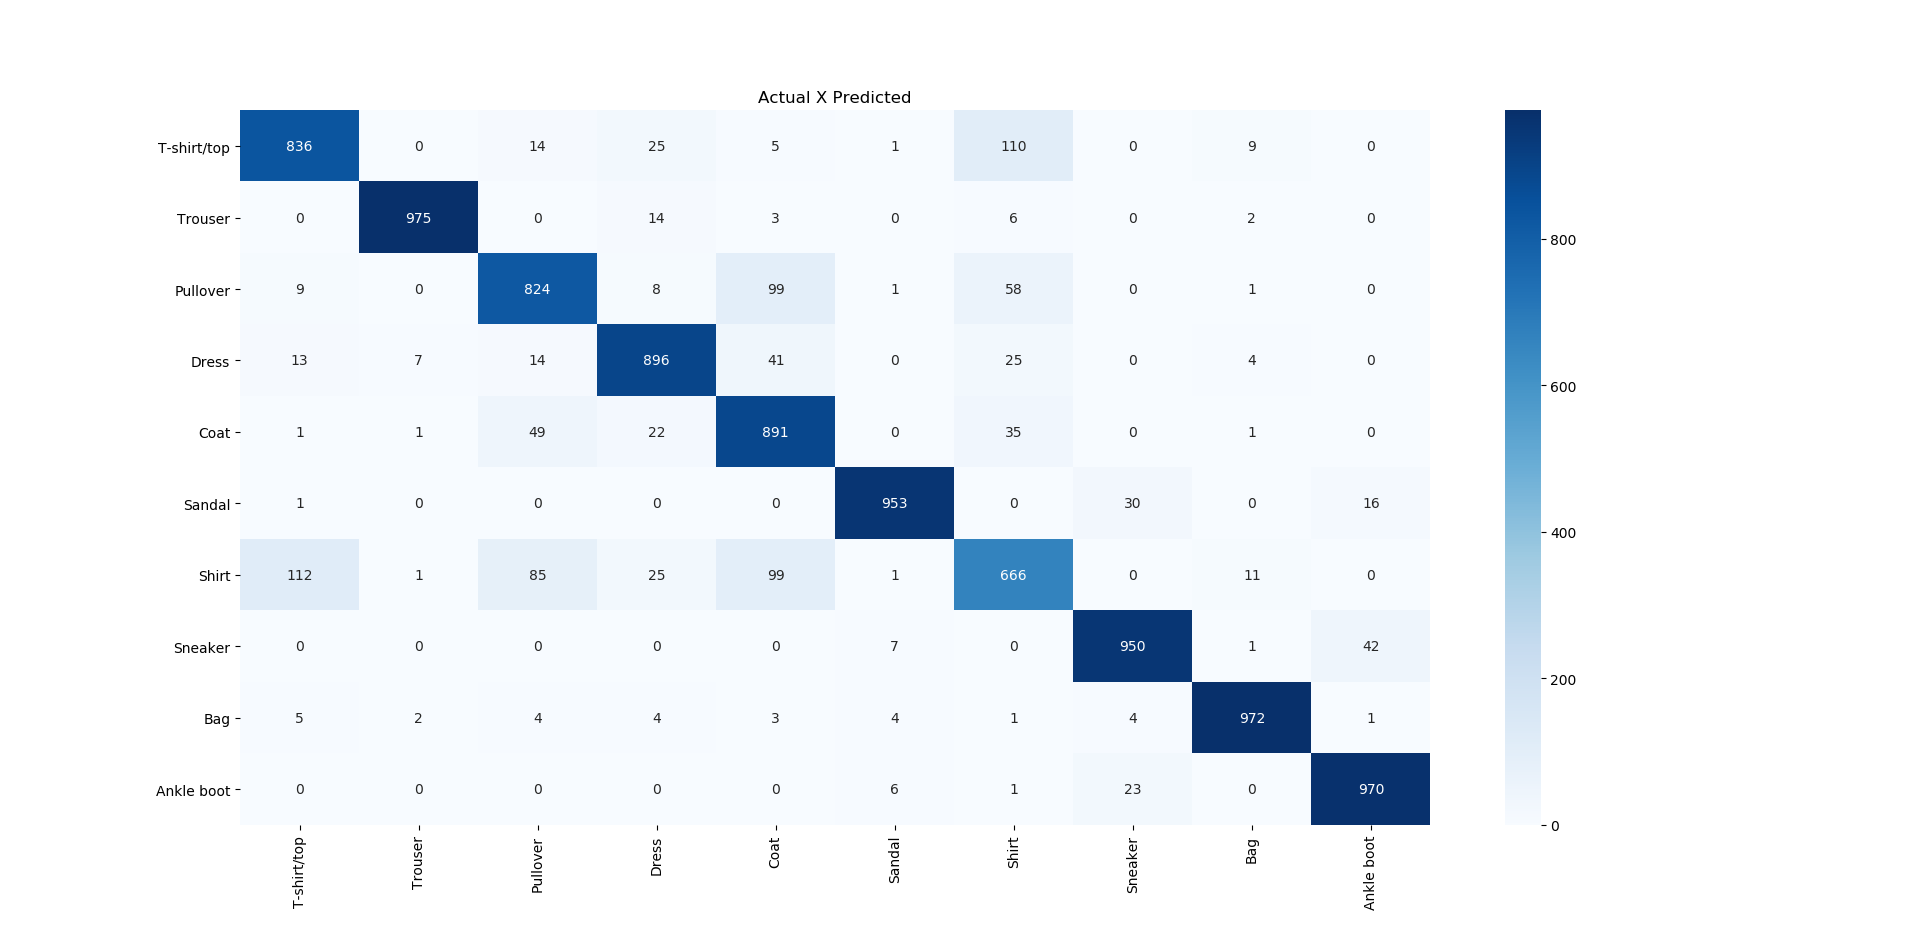 Actual X Predicted
T-shirt/top 836 0 14 25 5 1 110 0 9 0
Trouser 0 975 0 14 3 0 6 0 2 0
800
Pullover 9 0 824 8 99 1 58 0 1 0
Dress 13 7 14 896 41 0 25 0 4 0
600
Coat 1 1 49 22 891 0 35 0 1 0
Sandal 1 0 0 0 0 953 0 30 0 16
400
Shirt 112 1 85 25 99 1 666 0 11 0
Sneaker 0 0 0 0 0 7 0 950 1 42
200
Bag 5 2 4 4 3 4 1 4 972 1
Ankle boot 0 0 0 0 0 6 1 23 0 970
0
T-shirt/top Trouser Pullover Dress Coat Sandal Shirt Sneaker Bag Ankle boot